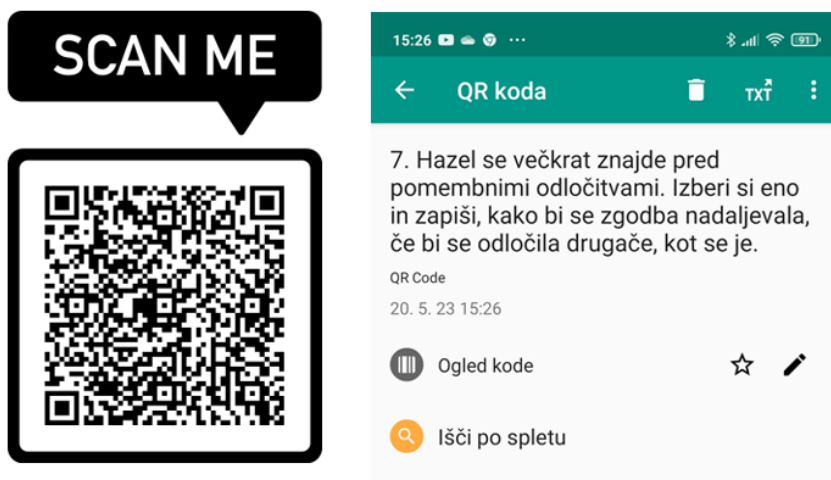 SCAN ME
15:26 ... 91
QR koda
TXT
7. Hazel se večkrat znajde pred
pomembnimi odločitvami. Izberi si eno
in zapiši, kako bi se zgodba nadaljevala,
če bi se odločila drugače, kot se je.
QR Code
20. 5. 23 15:26
Ogled kode
Išči po spletu